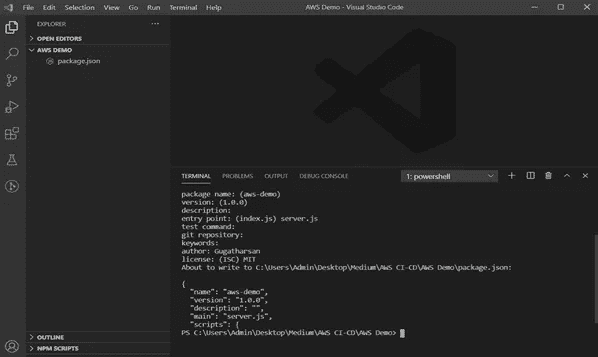 File Edit Selection View Go Run Terminal Help AWS Demo - Visual Studio Code
EXPLORER
OPEN EDITORS
AWS DEMO
package.json
TERMINAL PROBLEMS OUTPUT DEBUG CONSOLE 1: powershell
package name: (aws-demo)
version: (1.0.0)
description:
entry point: (index.js) server.js
test command:
git repository:
keywords:
author: Gugatharsan
license: (ISC) MIT
About to write to C:\Users\Admin\Desktop\Medium\AWS CI-CD\AWS Demo\package.json:
{
"name": "aws-demo",
"version": "1.0.0",
"description": "",
"main": "server.js",
"scripts": {
PS C:\Users\Admin\Desktop\Medium\AWS CI-CD\AWS Demo>
OUTLINE
NPM SCRIPTS